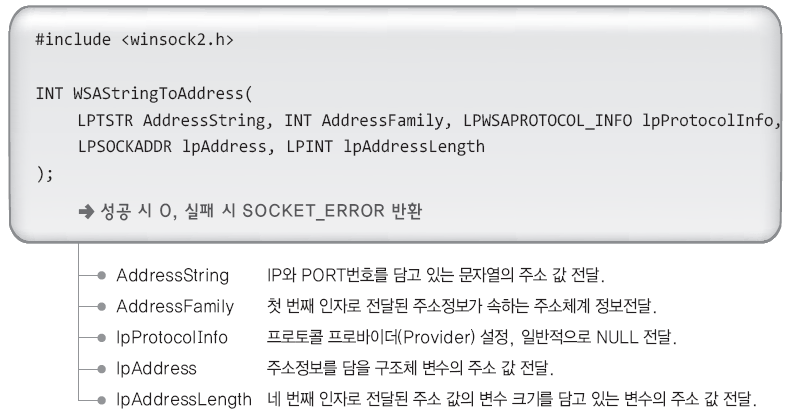 #include <winsock2.h>
INT WSAStringToAddress(
LPTSTR AddressString, INT AddressFamily, LPWSAPROTOCOL_INFO lpProtocolInfo,
LPSOCKADDR lpAddress, LPINT lpAddressLength
);
➔ 성공 시 0, 실패 시 SOCKET_ERROR 반환
AddressString IP와 PORT번호를 담고 있는 문자열의 주소 값 전달.
AddressFamily 첫 번째 인자로 전달된 주소정보가 속하는 주소체계 정보전달.
lpProtocolInfo 프로토콜 프로바이더(Provider) 설정, 일반적으로 NULL 전달.
lpAddress 주소정보를 담을 구조체 변수의 주소 값 전달.
lpAddressLength 네 번째 인자로 전달된 주소 값의 변수 크기를 담고 있는 변수의 주소 값 전달.